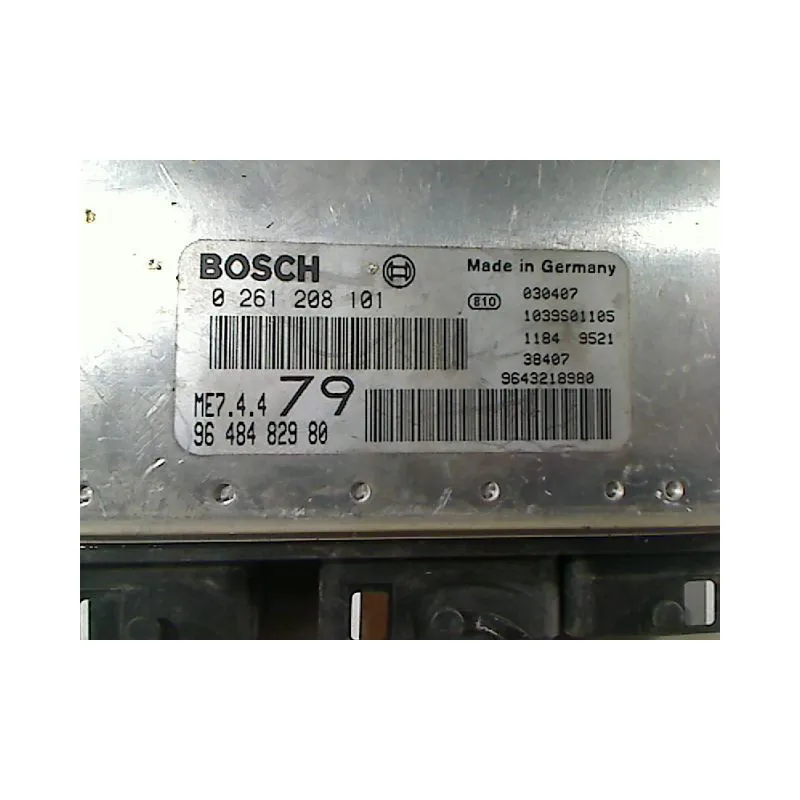 BOSCH
0 261 208 101
ME7.4.4 79
96 484 829 80
Made in Germany
e10 030407
1039S01105
1184 9521
38407
9643218980